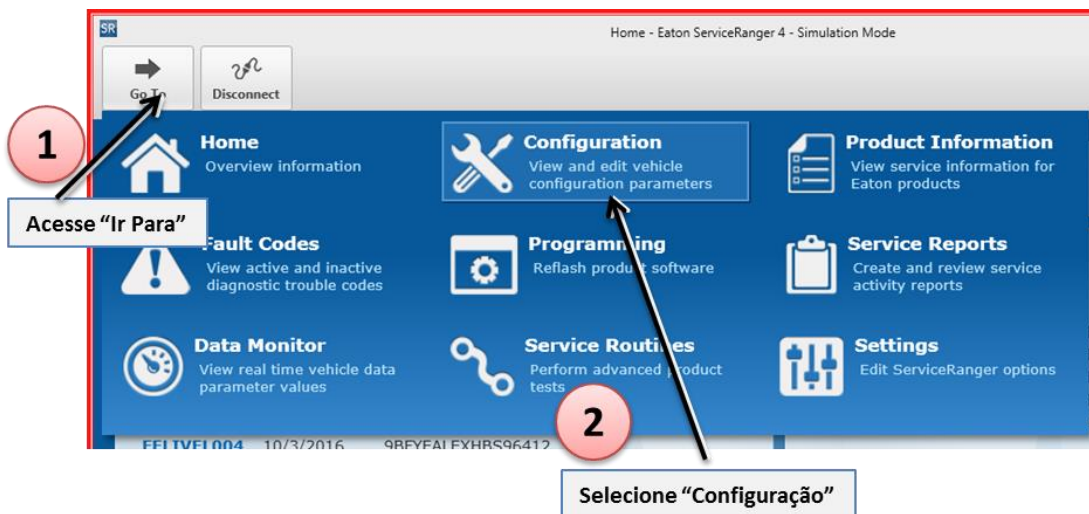 SR
Home - Eaton ServiceRanger 4 - Simulation Mode
Go To
Disconnect
1
Home
Overview information
Configuration
View and edit vehicle
configuration parameters
Product Information
View service information for
Eaton products
Acesse “Ir Para”
Fault Codes
View active and inactive
diagnostic trouble codes
Programming
Reflash product software
Service Reports
Create and review service
activity reports
Data Monitor
View real time vehicle data
parameter values
Service Routines
Perform advanced product
tests
Settings
Edit ServiceRanger options
2
10/3/2016
Selecione “Configuração”